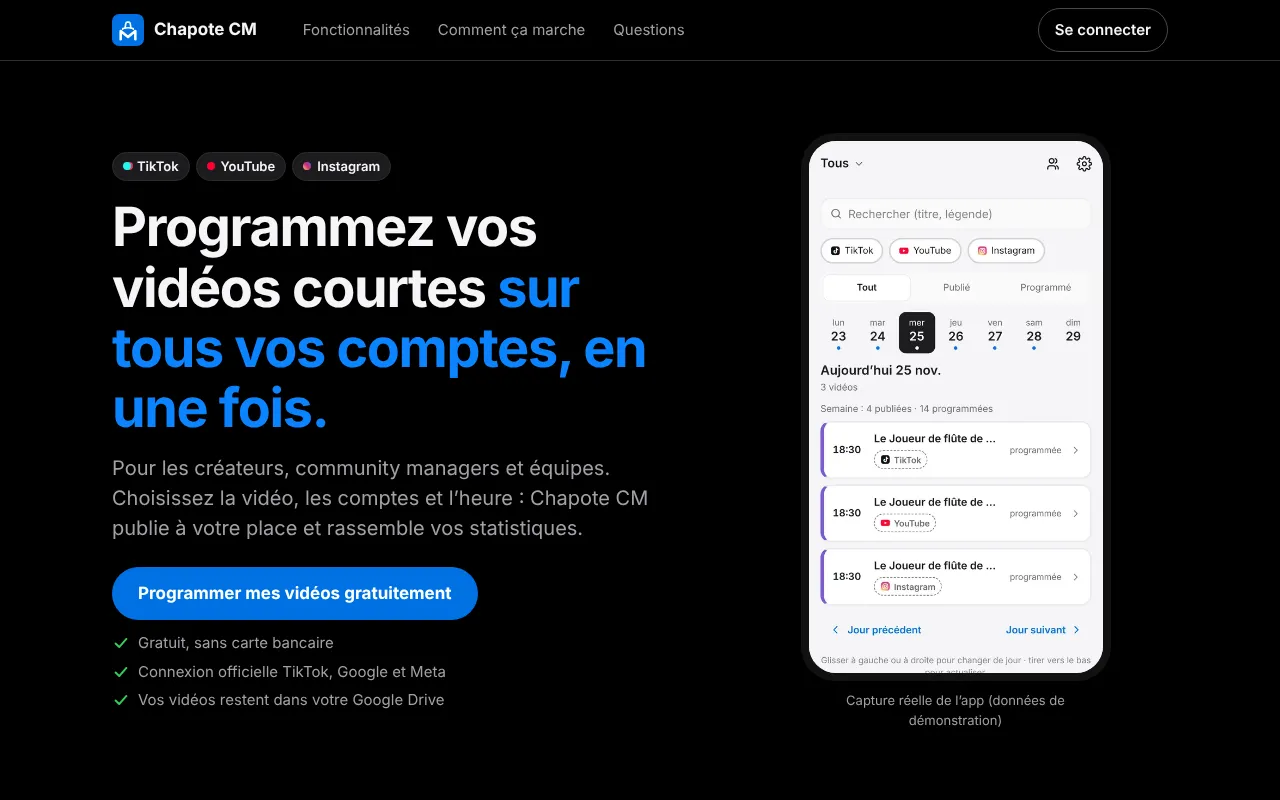 Chapote CM
Fonctionnalités
Comment ça marche
Questions
Se connecter
TikTok
YouTube
Instagram
Programmez vos
vidéos courtes sur
tous vos comptes, en
une fois.
Pour les créateurs, community managers et équipes.
Choisissez la vidéo, les comptes et l’heure : Chapote CM
publie à votre place et rassemble vos statistiques.
Programmer mes vidéos gratuitement
Gratuit, sans carte bancaire
Connexion officielle TikTok, Google et Meta
Vos vidéos restent dans votre Google Drive
Tous
Rechercher (titre, légende)
TikTok
YouTube
Instagram
Tout
Publié
Programmé
lun mar mer jeu ven sam dim
23 24 25 26 27 28 29
Aujourd’hui 25 nov.
3 vidéos
Semaine : 4 publiées · 14 programmées
18:30 Le Joueur de flûte de ... programmée
TikTok
18:30 Le Joueur de flûte de ... programmée
YouTube
18:30 Le Joueur de flûte de ... programmée
Instagram
Jour précédent
Jour suivant
Glisser à gauche ou à droite pour changer de jour · tirer vers le bas
pour actualiser
Capture réelle de l’app (données de
démonstration)